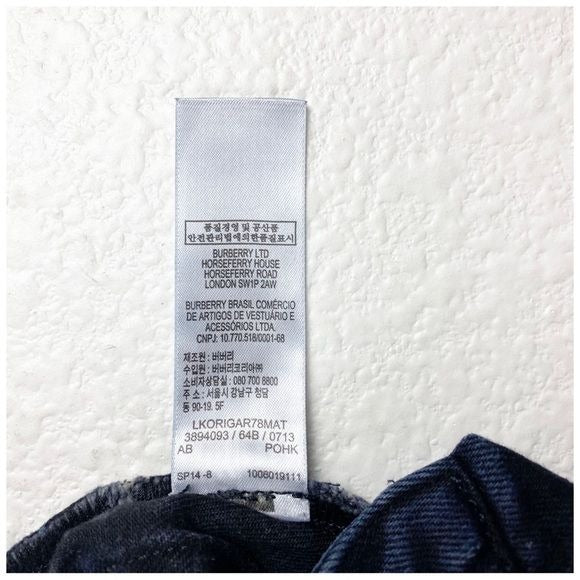 품질경영 및 공산품
안전관리법에의한품질표시
BURBERRY LTD
HORSEFERRY HOUSE
HORSEFERRY ROAD
LONDON SW1P 2AW
BURBERRY BRASIL COMÉRCIO
DE ARTIGOS DE VESTUÁRIO E
ACESSÓRIOS LTDA.
CNPJ: 10.770.518/0001-68
제조원 : 버버리
수입원 : 버버리코리아㈜
소비자상담실 : 080 700 8800
주 소 : 서울시 강남구 청담
동 90-19. 5F
LKORIGAR78MAT
3894093 / 64B / 0713
AB POHK
SP14 -8 1008019111